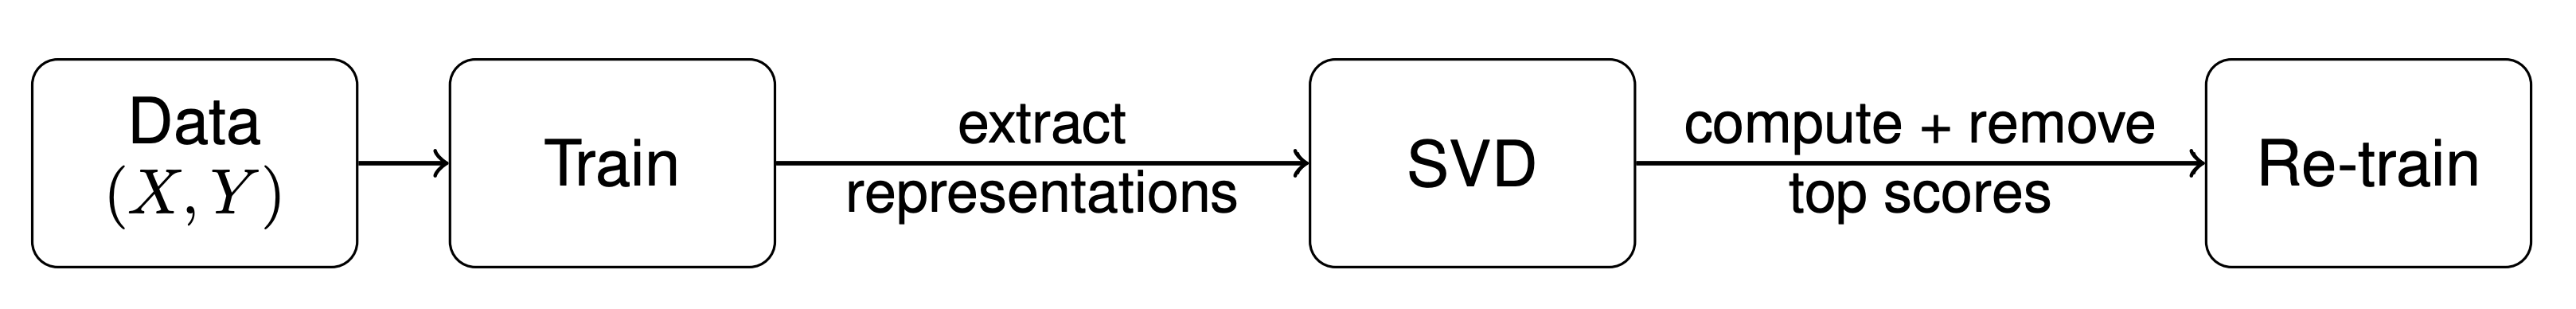 Data
(X, Y)
Train
extract
representations
SVD
compute + remove
top scores
Re-train